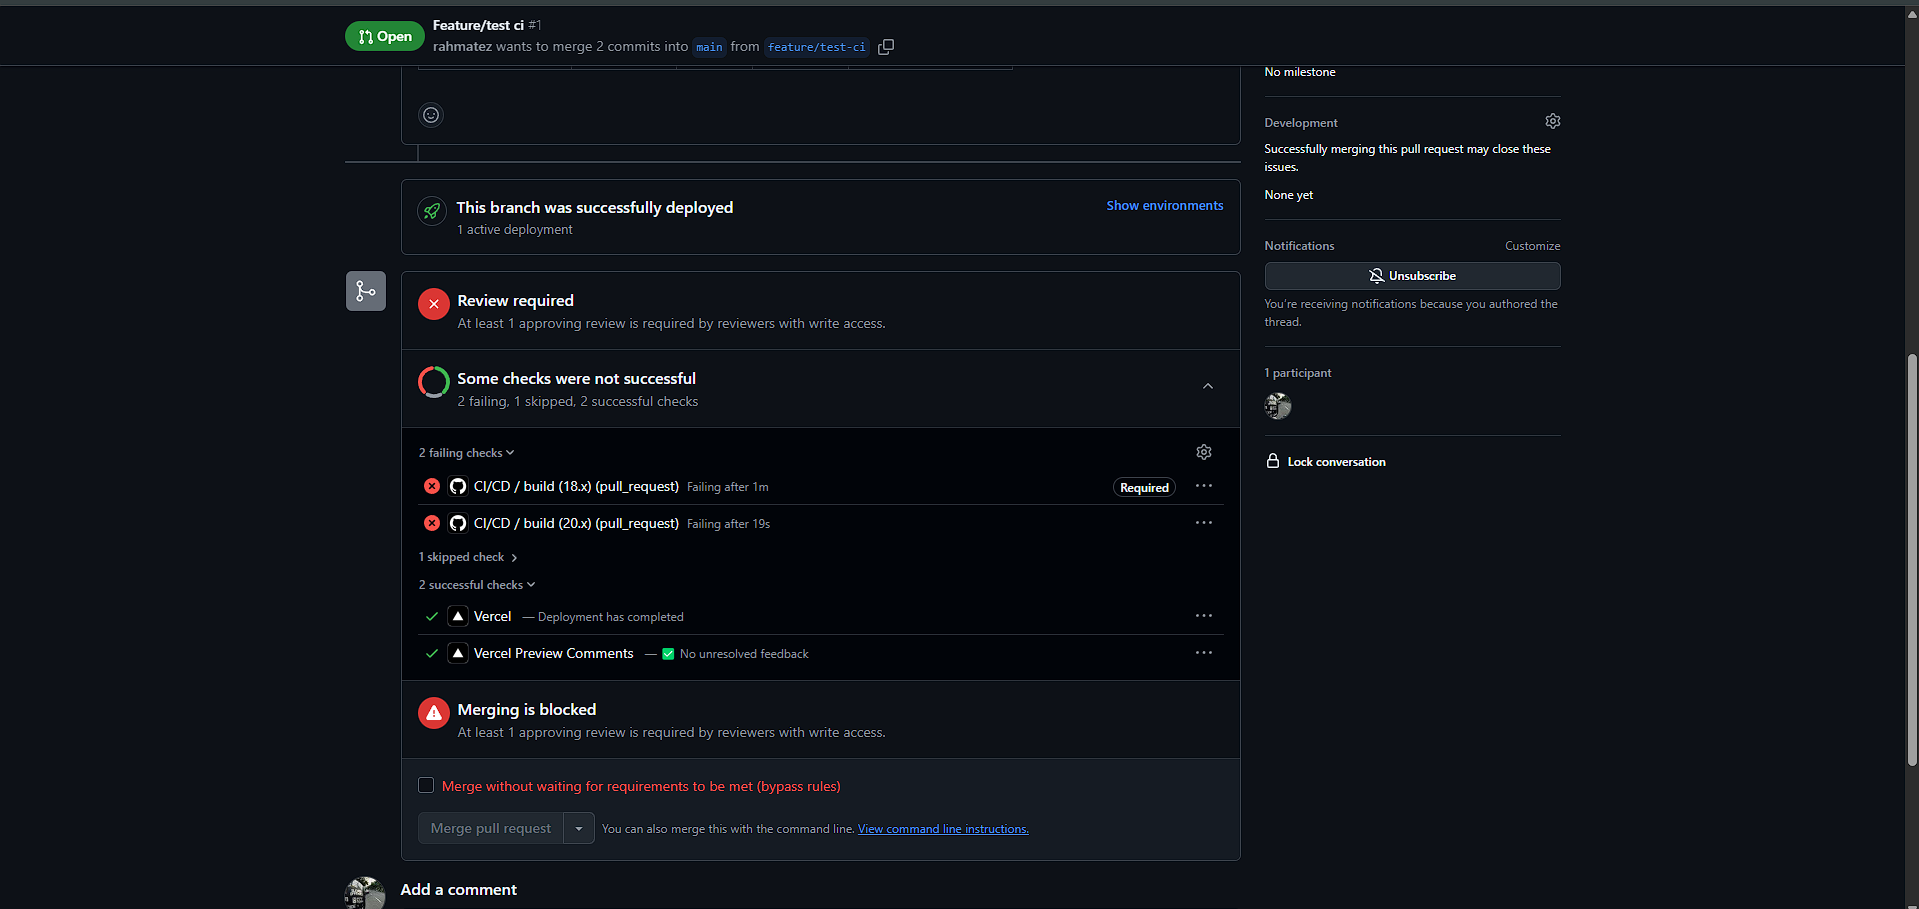 Open
Feature/test ci #1
rahmatez wants to merge 2 commits into main from feature/test-ci
No milestone
Development
Successfully merging this pull request may close these
issues.
None yet
This branch was successfully deployed
Show environments
1 active deployment
Notifications
Customize
Unsubscribe
You're receiving notifications because you authored the
thread.
Review required
At least 1 approving review is required by reviewers with write access.
Some checks were not successful
2 failing, 1 skipped, 2 successful checks
1 participant
Lock conversation
2 failing checks
CI/CD / build (18.x) (pull_request) Failing after 1m
Required
CI/CD / build (20.x) (pull_request) Failing after 19s
1 skipped check
2 successful checks
Vercel — Deployment has completed
Vercel Preview Comments — ✅ No unresolved feedback
Merging is blocked
At least 1 approving review is required by reviewers with write access.
Merge without waiting for requirements to be met (bypass rules)
Merge pull request
You can also merge this with the command line. View command line instructions.
Add a comment